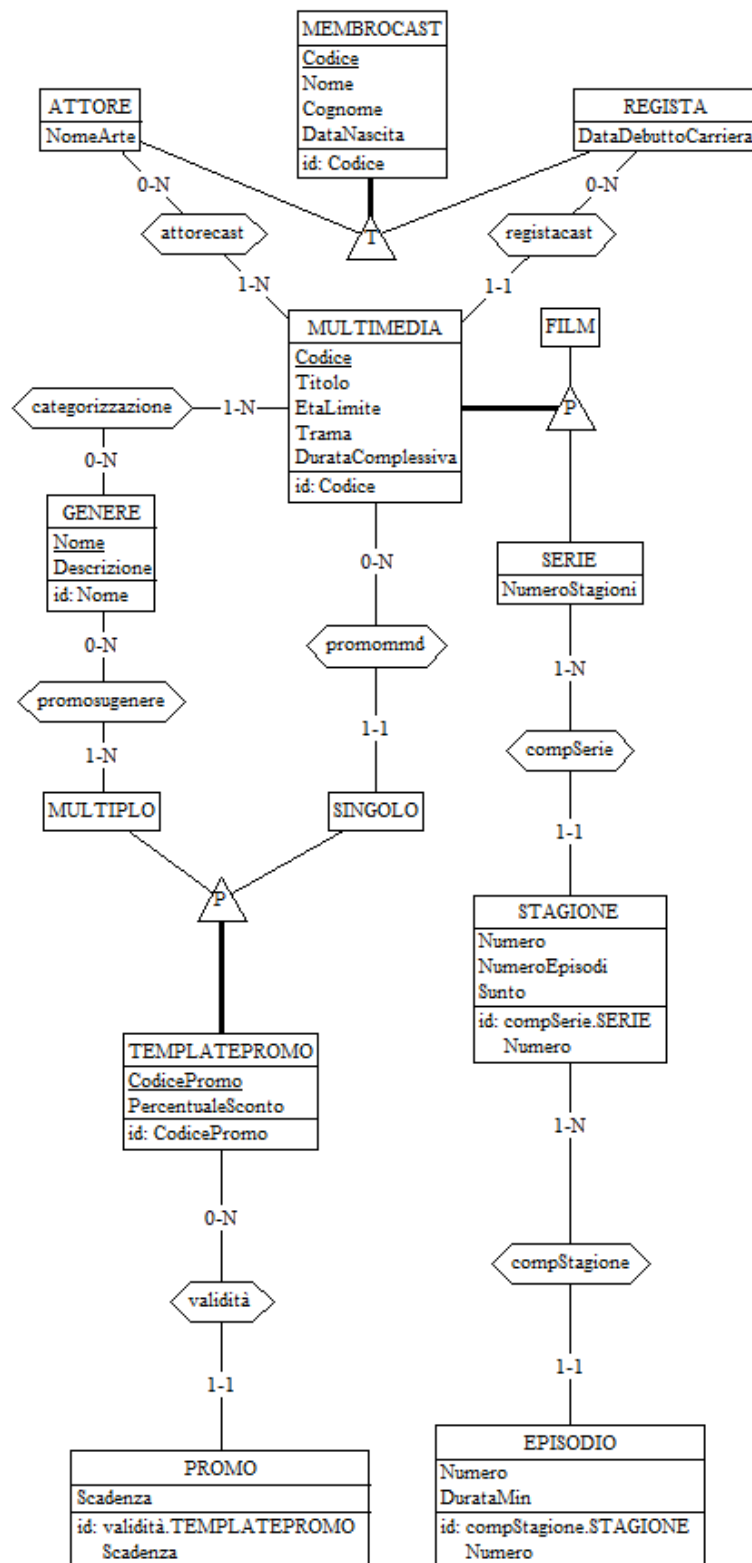 MEMBROCAST
Codice
Nome
Cognome
DataNascita
id: Codice
ATTORE
NomeArte
REGISTA
DataDebuttoCarriera
0-N
0-N
attorecast
T
registacast
1-N
1-1
MULTIMEDIA
Codice
Titolo
EtaLimite
Trama
DurataComplessiva
id: Codice
FILM
P
categorizzazione
1-N
0-N
GENERE
Nome
Descrizione
id: Nome
0-N
SERIE
NumeroStagioni
0-N
promommd
1-N
promosugenere
1-N
1-1
compSerie
MULTIPLO
SINGOLO
1-1
P
STAGIONE
Numero
NumeroEpisodi
Sunto
id: compSerie.SERIE
Numero
TEMPLATEPROMO
CodicePromo
PercentualeSconto
id: CodicePromo
1-N
0-N
compStagione
validità
1-1
1-1
PROMO
Scadenza
id: validità.TEMPLATEPROMO
Scadenza
EPISODIO
Numero
DurataMin
id: compStagione.STAGIONE
Numero